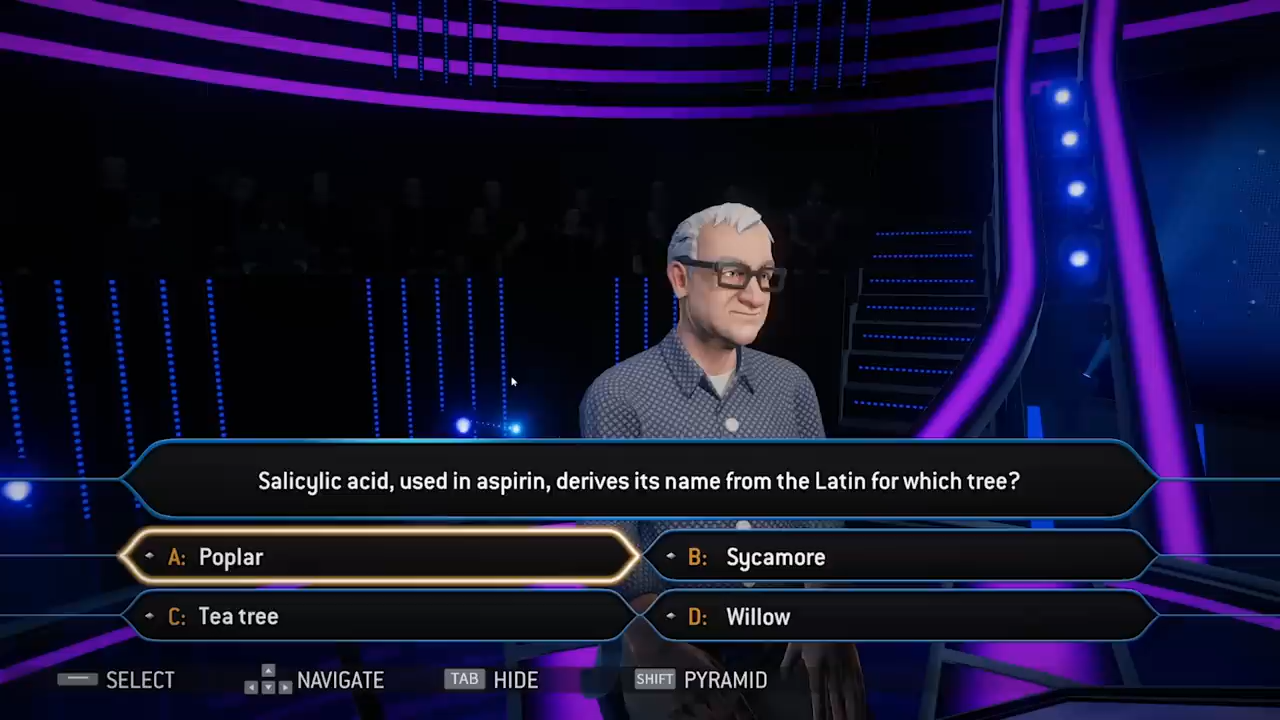 Salicylic acid, used in aspirin, derives its name from the Latin for which tree?
A: Poplar
B: Sycamore
C: Tea tree
D: Willow
SELECT
NAVIGATE
TAB HIDE
SHIFT PYRAMID